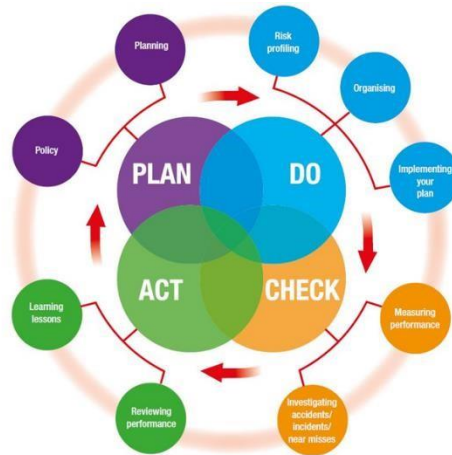 Planning
Risk
profiling
Organising
Policy
PLAN
DO
Implementing
your
plan
ACT
CHECK
Learning
lessons
Measuring
performance
Reviewing
performance
Investigating
accidents/
incidents/
near misses